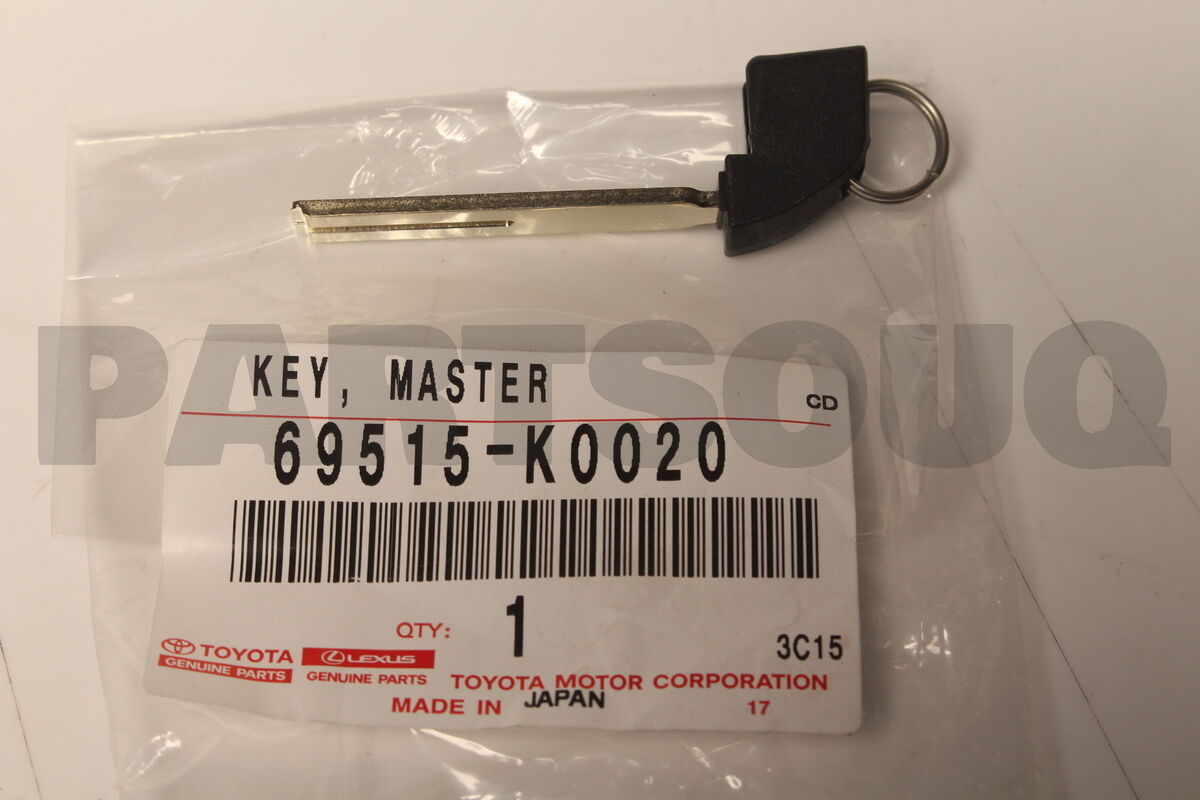 PARTSOUQ
KEY, MASTER
CD
69515-K0020
QTY: 1
3C15
TOYOTA
GENUINE PARTS
LEXUS
GENUINE PARTS
TOYOTA MOTOR CORPORATION
MADE IN JAPAN
17